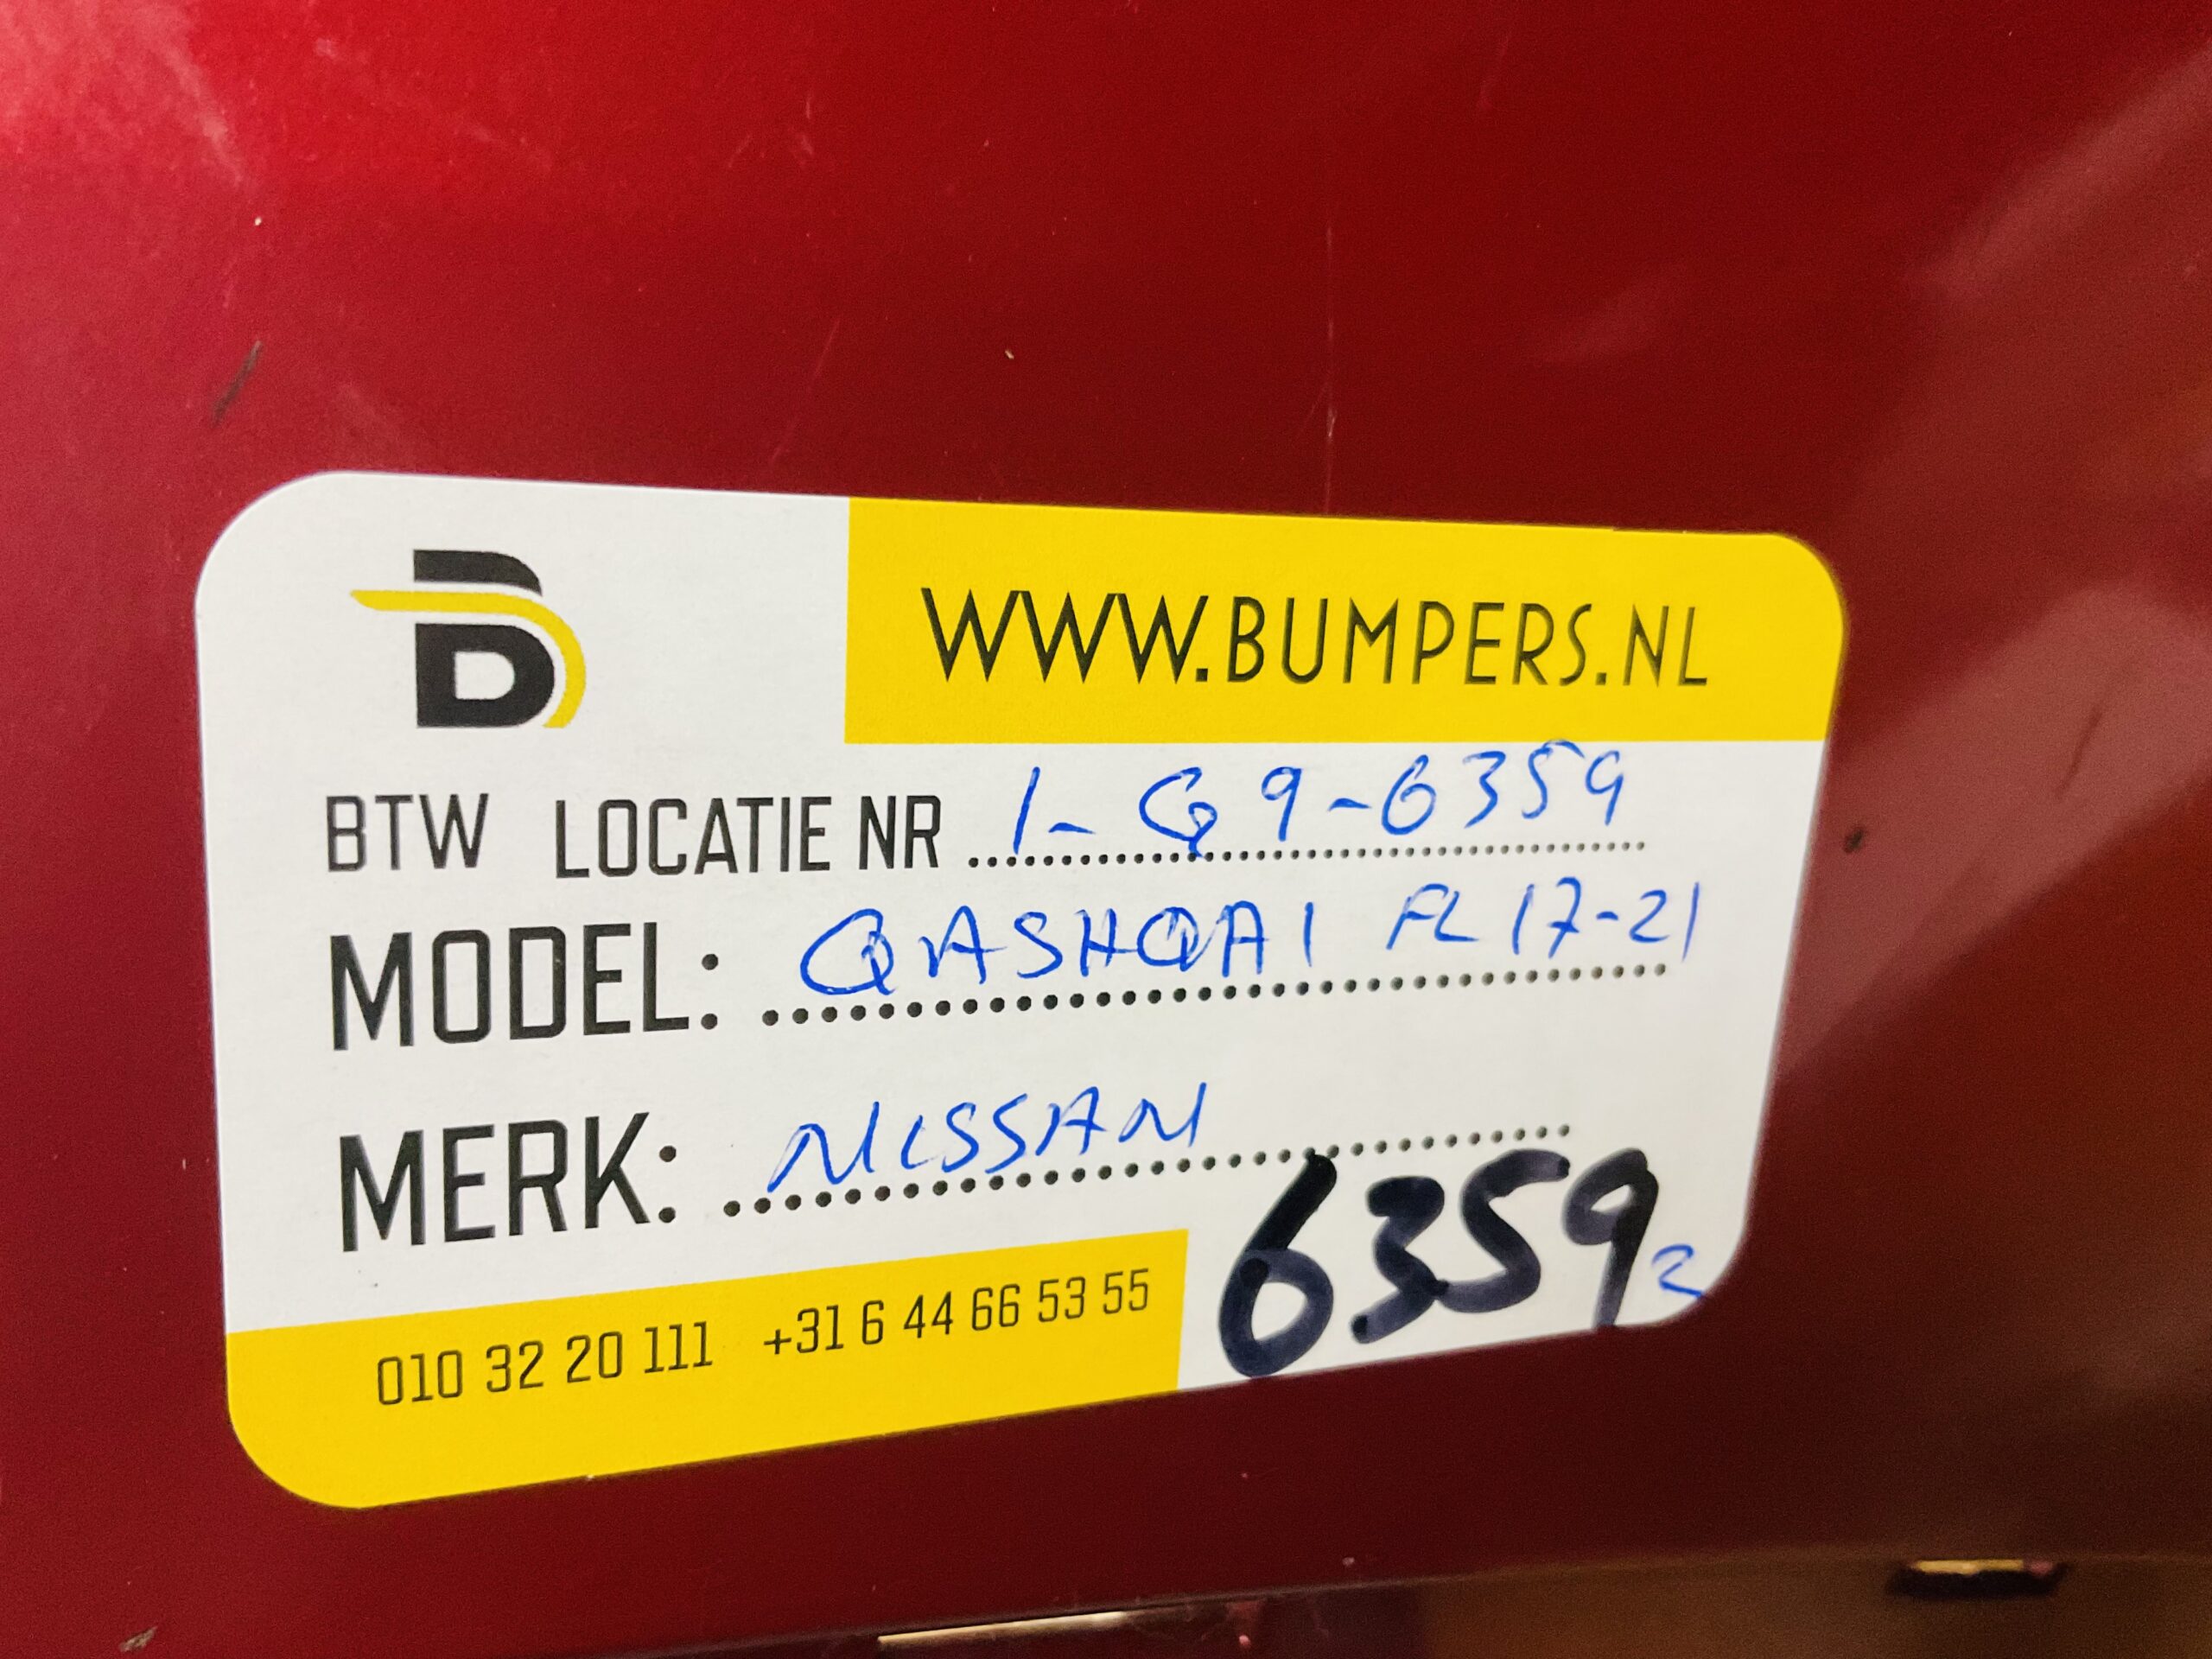 B
WWW.BUMPERS.NL
BTW LOCATIE NR 1-G9-6359
MODEL: QASHQAI FL 17-21
MERK: NISSAN
6359 2
010 32 20 111 +31 6 44 66 53 55